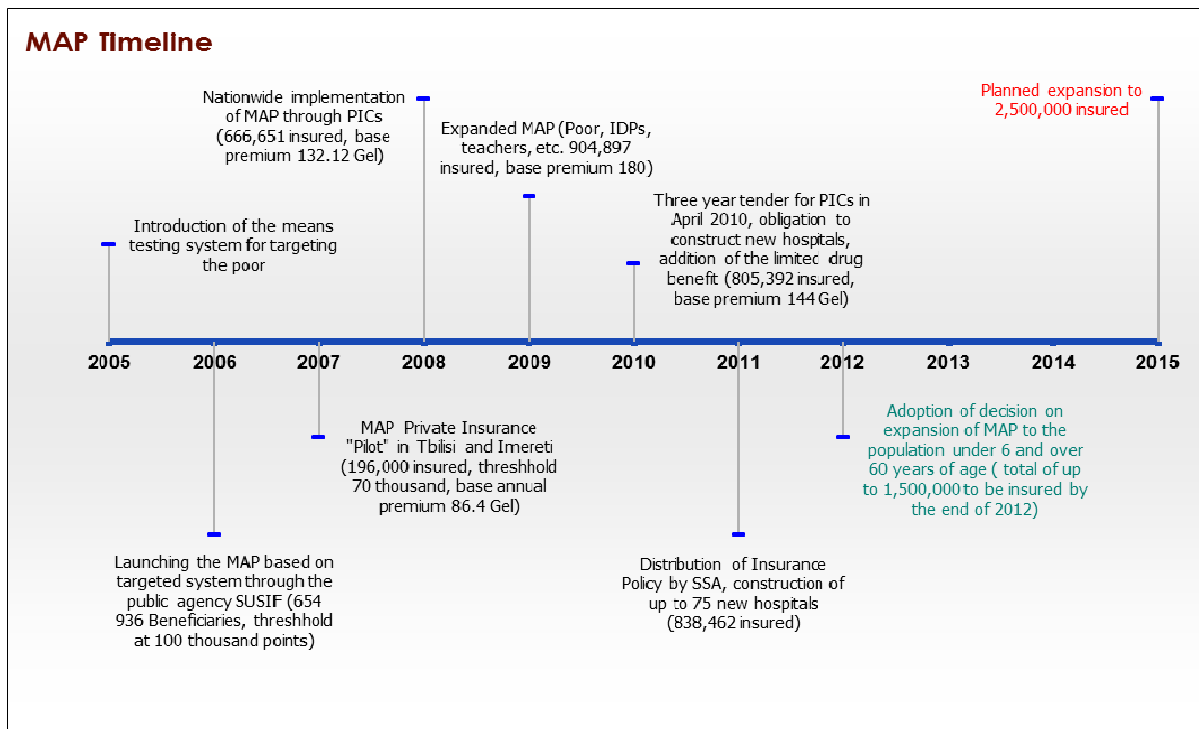 MAP Timeline
Nationwide implementation
of MAP through PICs
(666,651 insured, base
premium 132.12 Gel)
Expanded MAP (Poor, IDPs,
teachers, etc. 904,897
insured, base premium 180)
Planned expansion to
2,500,000 insured
Introduction of the means
testing system for targeting
the poor
Three year tender for PICs in
April 2010, obligation to
construct new hospitals,
addition of the limited drug
benefit (805,392 insured,
base premium 144 Gel)
2005 2006 2007 2008 2009 2010 2011 2012 2013 2014 2015
MAP Private Insurance
"Pilot" in Tbilisi and Imereti
(196,000 insured, threshhold
70 thousand, base annual
premium 86.4 Gel)
Adoption of decision on
expansion of MAP to the
population under 6 and over
60 years of age ( total of up
to 1,500,000 to be insured by
the end of 2012)
Launching the MAP based on
targeted system through the
public agency SUSIF (654
936 Beneficiaries, threshhold
at 100 thousand points)
Distribution of Insurance
Policy by SSA, construction of
up to 75 new hospitals
(838,462 insured)